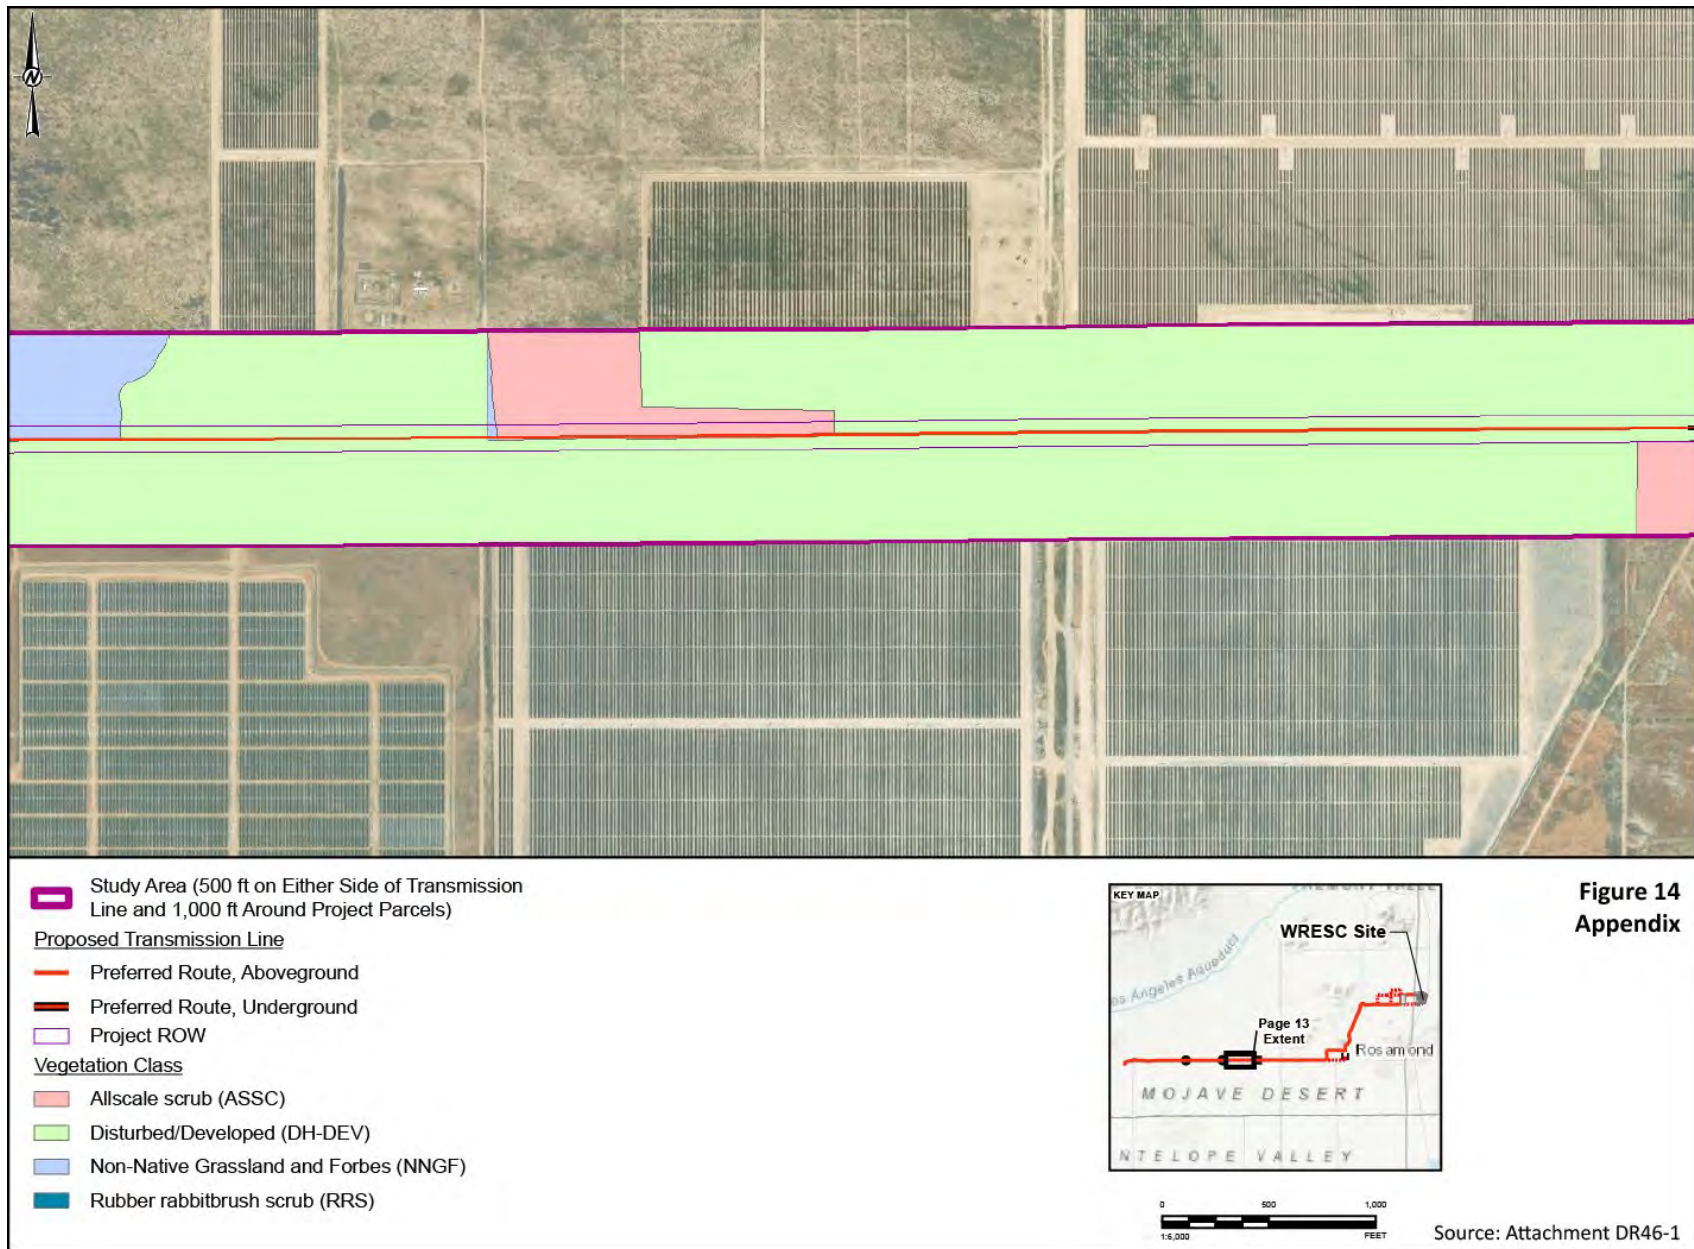 N
Study Area (500 ft on Either Side of Transmission
Line and 1,000 ft Around Project Parcels)
Proposed Transmission Line
Preferred Route, Aboveground
Preferred Route, Underground
Project ROW
Vegetation Class
Allscale scrub (ASSC)
Disturbed/Developed (DH-DEV)
Non-Native Grassland and Forbes (NNGF)
Rubber rabbitbrush scrub (RRS)
KEY MAP
WRESC Site
Angeles Aqueduct
Page 13
Extent
Rosamond
MOJAVE DESERT
NTELOPE VALLEY
0 500 1,000
1:6,000 FEET
Figure 14
Appendix
Source: Attachment DR46-1